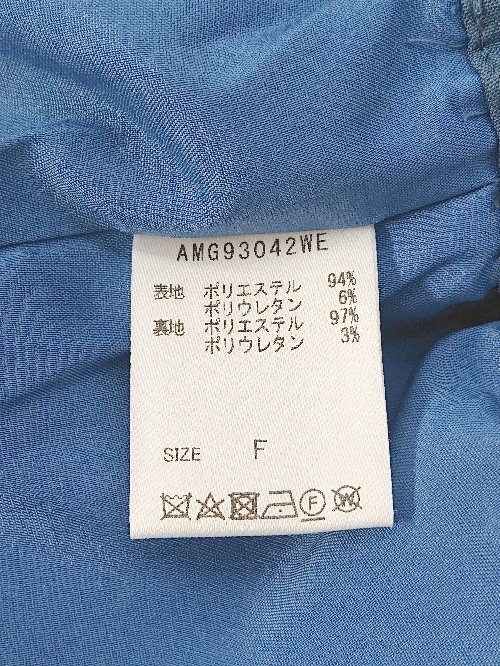 AMG93042WE
表地 ポリエステル 94%
ポリウレタン 6%
裏地 ポリエステル 97%
ポリウレタン 3%
SIZE F
F W